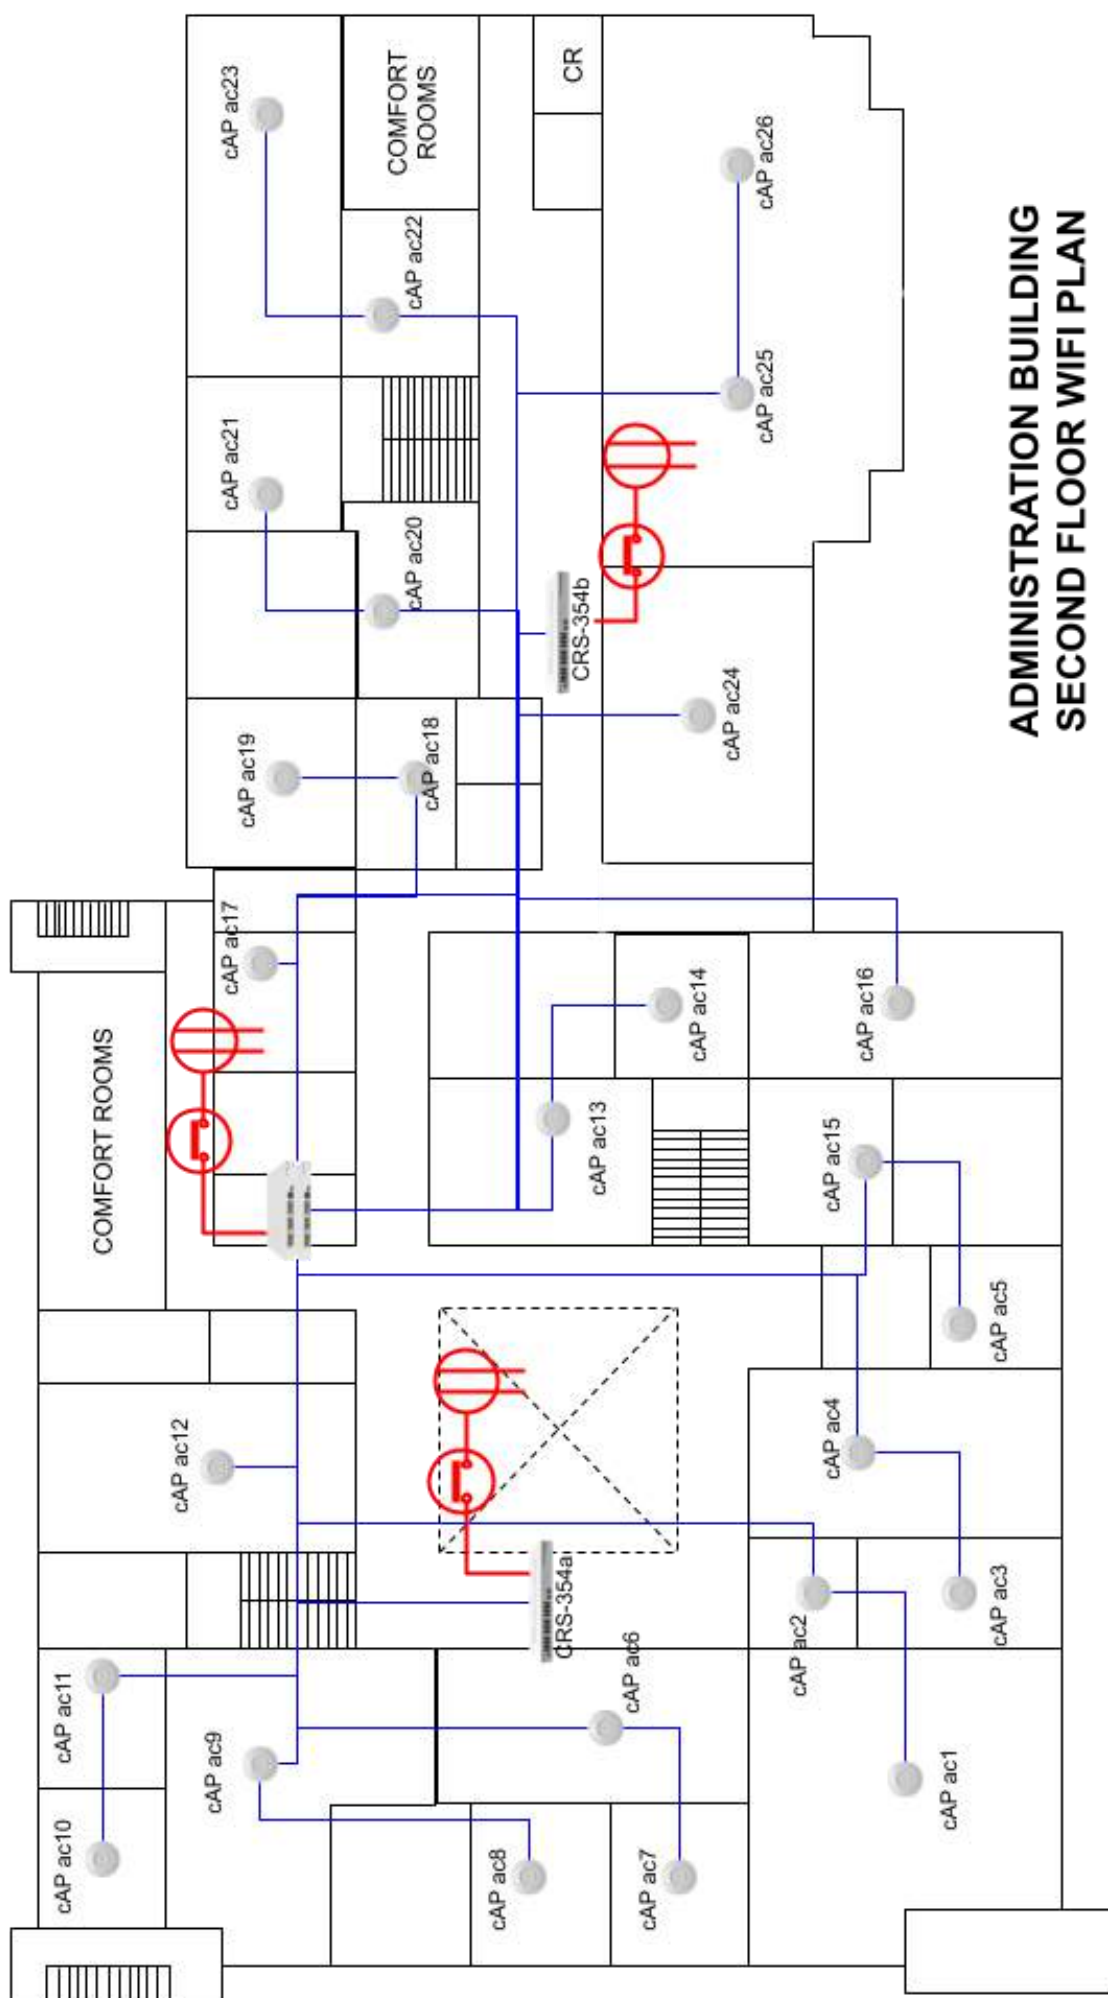 cAP ac23
COMFORT
ROOMS
CR
cAP ac26
cAP ac22
cAP ac21
cAP ac25
cAP ac20
CRS-354b
cAP ac24
cAP ac19
cAP ac18
cAP ac17
COMFORT ROOMS
cAP ac14
cAP ac16
cAP ac13
cAP ac15
cAP ac5
cAP ac12
cAP ac4
CRS-354a
cAP ac3
cAP ac2
cAP ac6
cAP ac11
cAP ac9
cAP ac1
cAP ac10
cAP ac8
cAP ac7
ADMINISTRATION BUILDING
SECOND FLOOR WIFI PLAN